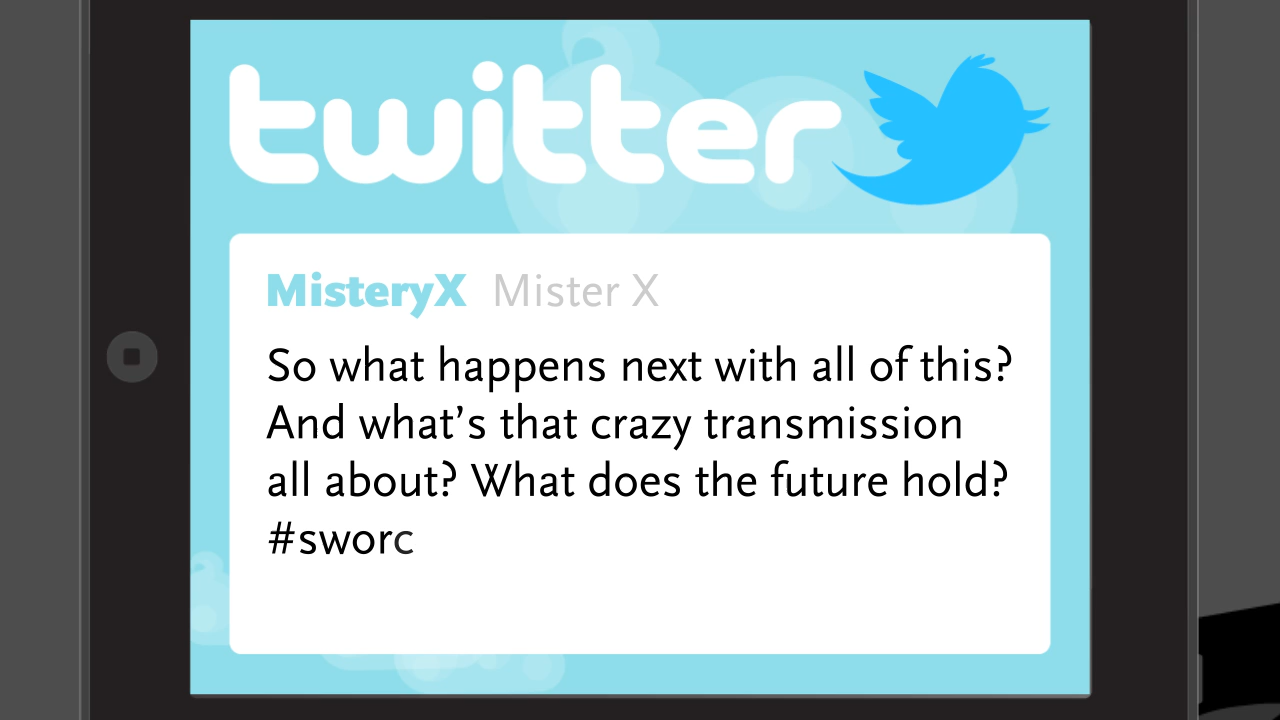 twitter
MisteryX Mister X
So what happens next with all of this?
And what's that crazy transmission
all about? What does the future hold?
#sworc